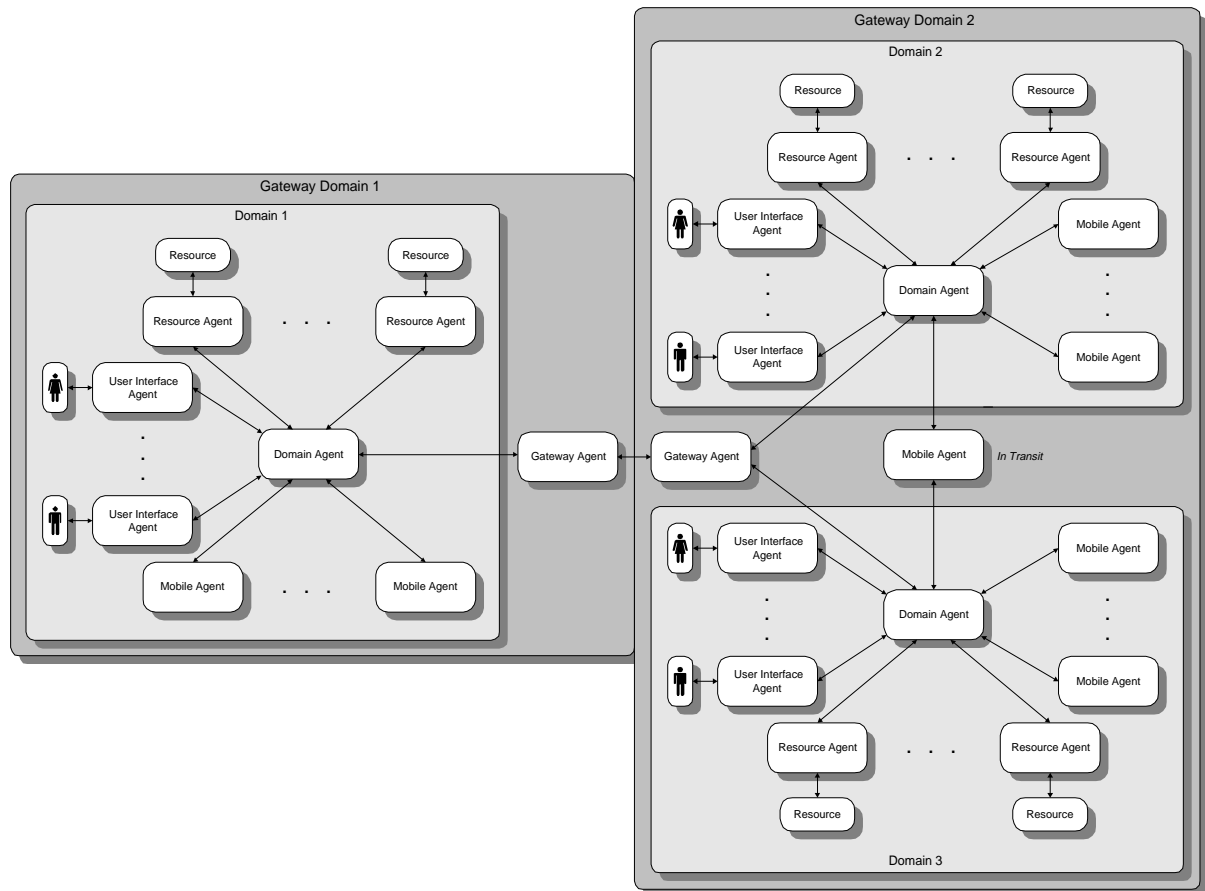 Gateway Domain 2
Domain 2
Resource
Resource
Resource Agent
. . .
Resource Agent
User Interface
Agent
Mobile Agent
.
.
.
Domain Agent
.
.
.
User Interface
Agent
Mobile Agent
Gateway Domain 1
Domain 1
Resource
Resource
Resource Agent
. . .
Resource Agent
User Interface
Agent
.
.
.
Domain Agent
User Interface
Agent
Mobile Agent
. . .
Mobile Agent
Gateway Agent
Gateway Agent
Mobile Agent
In Transit
User Interface
Agent
Mobile Agent
.
.
.
Domain Agent
.
.
.
User Interface
Agent
Mobile Agent
Resource Agent
. . .
Resource Agent
Resource
Resource
Domain 3